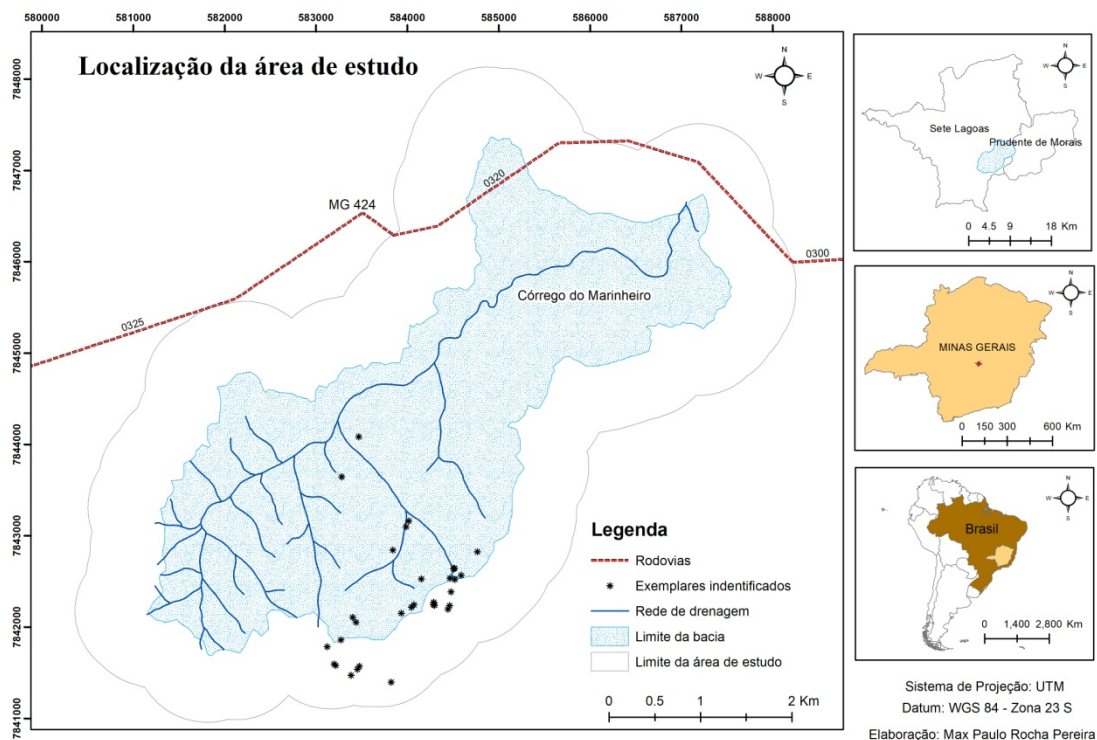 580000 581000 582000 583000 584000 585000 586000 587000 588000
7848000
7847000
7846000
7845000
7844000
7843000
7842000
7841000
Localização da área de estudo
N
W E
S
MG 424
0320
0300
0325
Córrego do Marinheiro
Legenda
Rodovias
Exemplares indentificados
Rede de drenagem
Limite da bacia
Limite da área de estudo
0 0.5 1 2 Km
N
W E
S
Sete Lagoas
Prudente de Morais
0 4.5 9 18 Km
N
W E
S
MINAS GERAIS
0 150 300 600 Km
N
W E
S
Brasil
0 1,400 2,800 Km
Sistema de Projeção: UTM
Datum: WGS 84 - Zona 23 S
Elaboração: Max Paulo Rocha Pereira